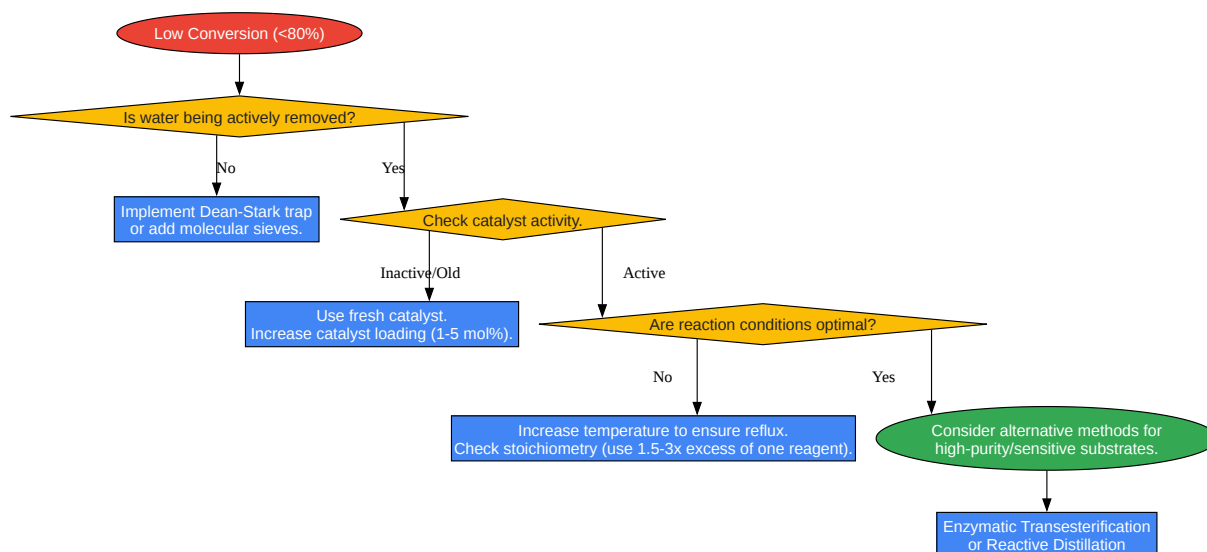 Low Conversion (<80%)
Is water being actively removed?
No
Yes
Implement Dean-Stark trap
or add molecular sieves.
Check catalyst activity.
Inactive/Old
Active
Use fresh catalyst.
Increase catalyst loading (1-5 mol%).
Are reaction conditions optimal?
No
Yes
Increase temperature to ensure reflux.
Check stoichiometry (use 1.5-3x excess of one reagent).
Consider alternative methods for
high-purity/sensitive substrates.
Enzymatic Transesterification
or Reactive Distillation